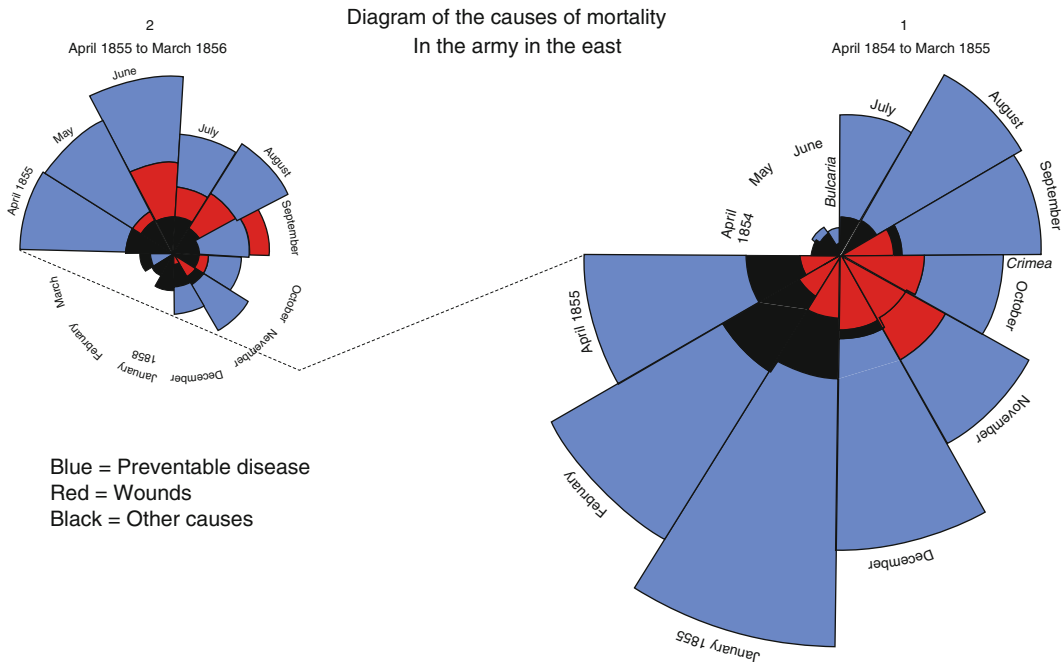 Diagram of the causes of mortality
In the army in the east
2
April 1855 to March 1856
June
May
July
August
April 1855
September
October
November
December
January
1858
February
March
1
April 1854 to March 1855
August
July
June
May
Bulcaria
April
1854
September
Crimea
October
November
December
January 1855
February
April 1855
Blue = Preventable disease
Red = Wounds
Black = Other causes